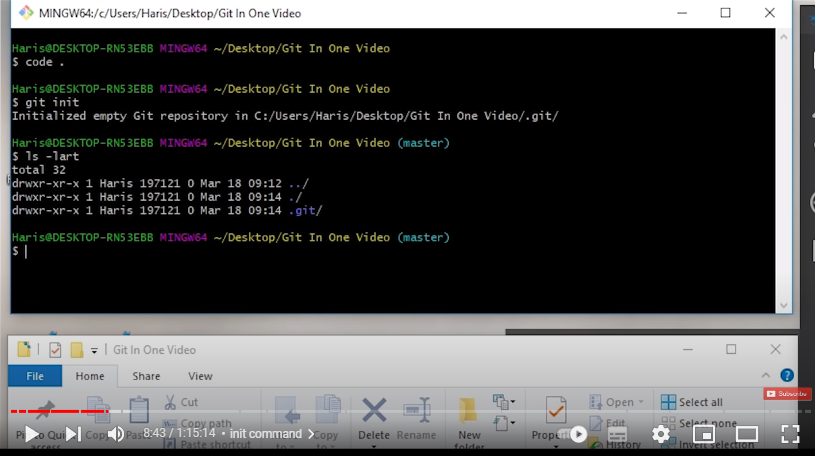 MINGW64:/c/Users/Haris/Desktop/Git In One Video
Haris@DESKTOP-RN53EBB MINGW64 ~/Desktop/Git In One Video
$ code .
Haris@DESKTOP-RN53EBB MINGW64 ~/Desktop/Git In One Video
$ git init
Initialized empty Git repository in C:/Users/Haris/Desktop/Git In One Video/.git/
Haris@DESKTOP-RN53EBB MINGW64 ~/Desktop/Git In One Video (master)
$ ls -lart
total 32
drwxr-xr-x 1 Haris 197121 0 Mar 18 09:12 ../
drwxr-xr-x 1 Haris 197121 0 Mar 18 09:14 ./
drwxr-xr-x 1 Haris 197121 0 Mar 18 09:14 .git/
Haris@DESKTOP-RN53EBB MINGW64 ~/Desktop/Git In One Video (master)
$
Git In One Video
File Home Share View
Subscribe
Cut Open Select all
Copy path Edit Select none
Copy Paste Delete Rename New folder
Paste shortcut History Invert selection
8:43 / 1:15:14 • init command